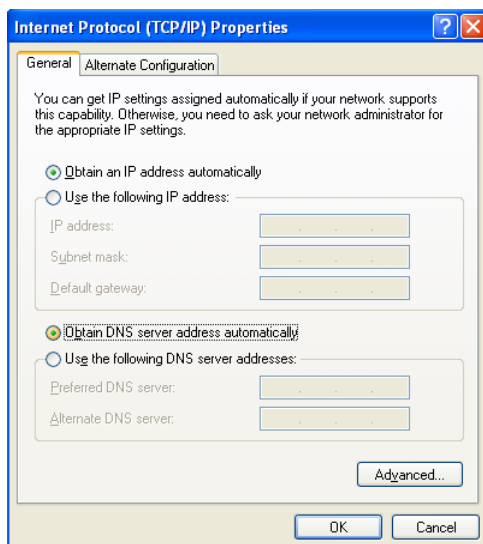 Internet Protocol (TCP/IP) Properties
General
Alternate Configuration
You can get IP settings assigned automatically if your network supports
this capability. Otherwise, you need to ask your network administrator for
the appropriate IP settings.
Obtain an IP address automatically
Use the following IP address:
IP address:
Subnet mask:
Default gateway:
Obtain DNS server address automatically
Use the following DNS server addresses:
Preferred DNS server:
Alternate DNS server:
Advanced...
OK
Cancel